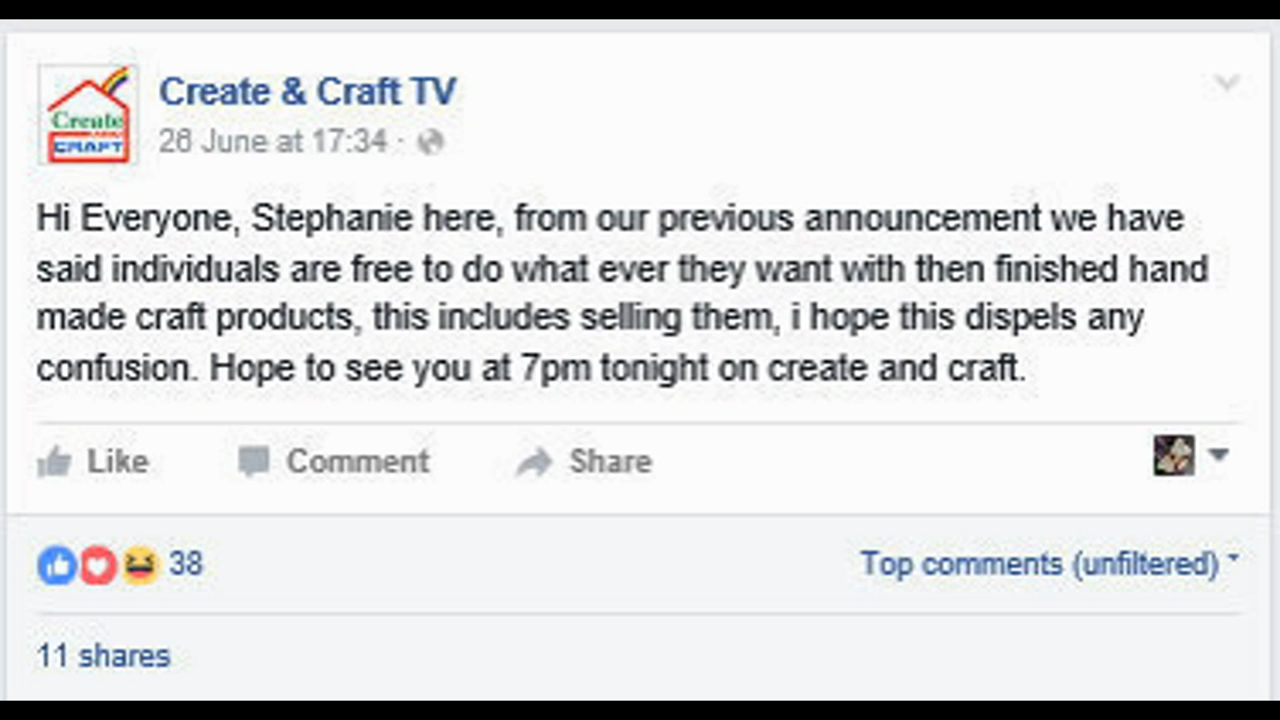 Create
CRAFT
Create & Craft TV
26 June at 17:34 ·
Hi Everyone, Stephanie here, from our previous announcement we have
said individuals are free to do what ever they want with then finished hand
made craft products, this includes selling them, i hope this dispels any
confusion. Hope to see you at 7pm tonight on create and craft.
Like Comment Share
38 Top comments (unfiltered)
11 shares